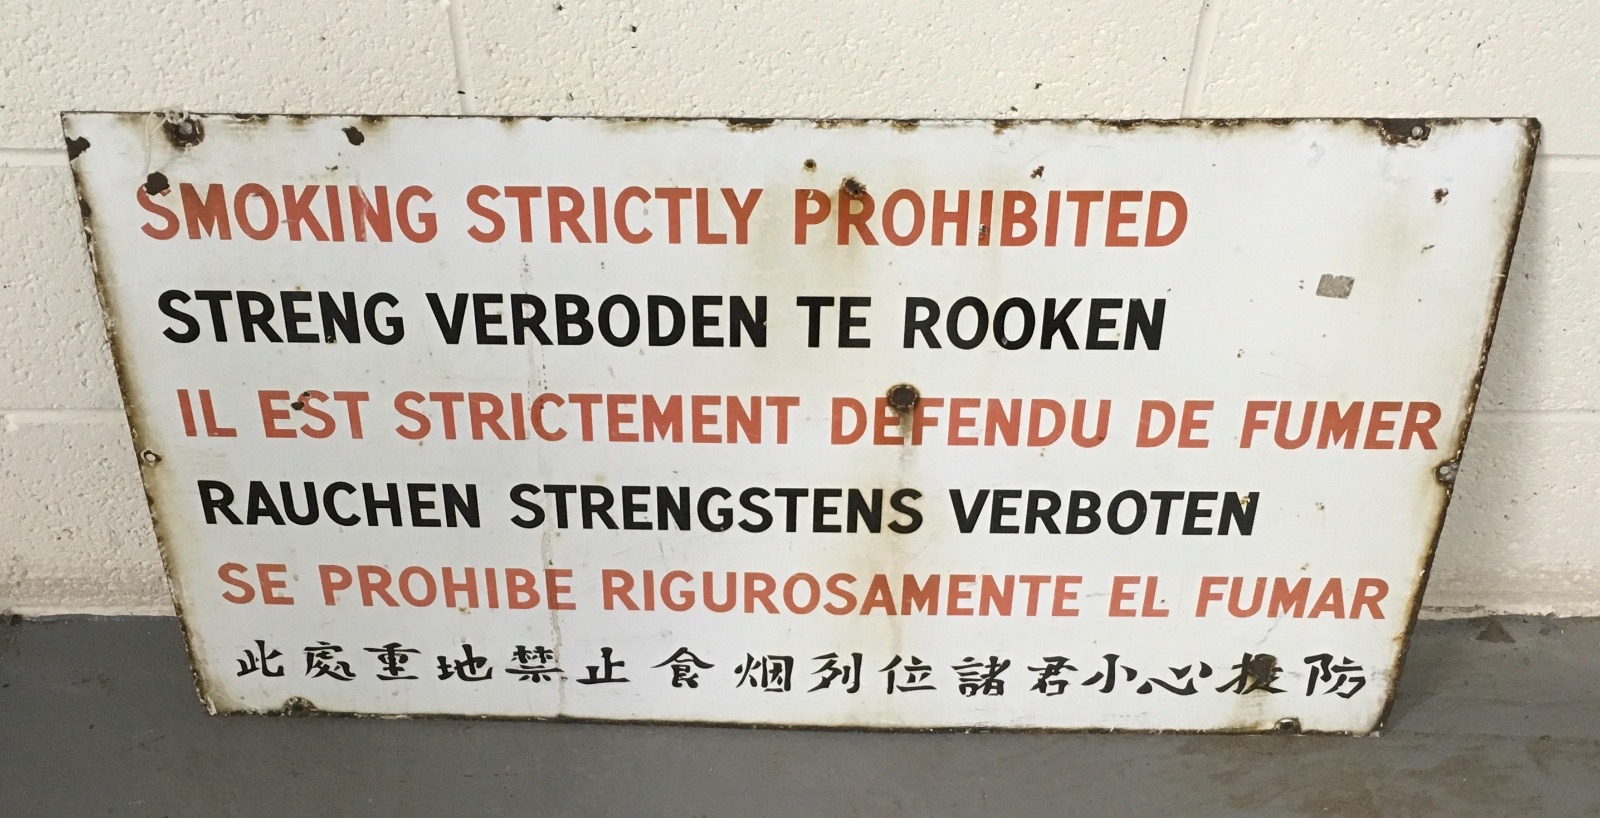 SMOKING STRICTLY PROHIBITED
STRENG VERBODEN TE ROOKEN
IL EST STRICTEMENT DEFENDU DE FUMER
RAUCHEN STRENGSTENS VERBOTEN
SE PROHIBE RIGUROSAMENTE EL FUMAR
此處重地禁止食烟列位諸君小心提防